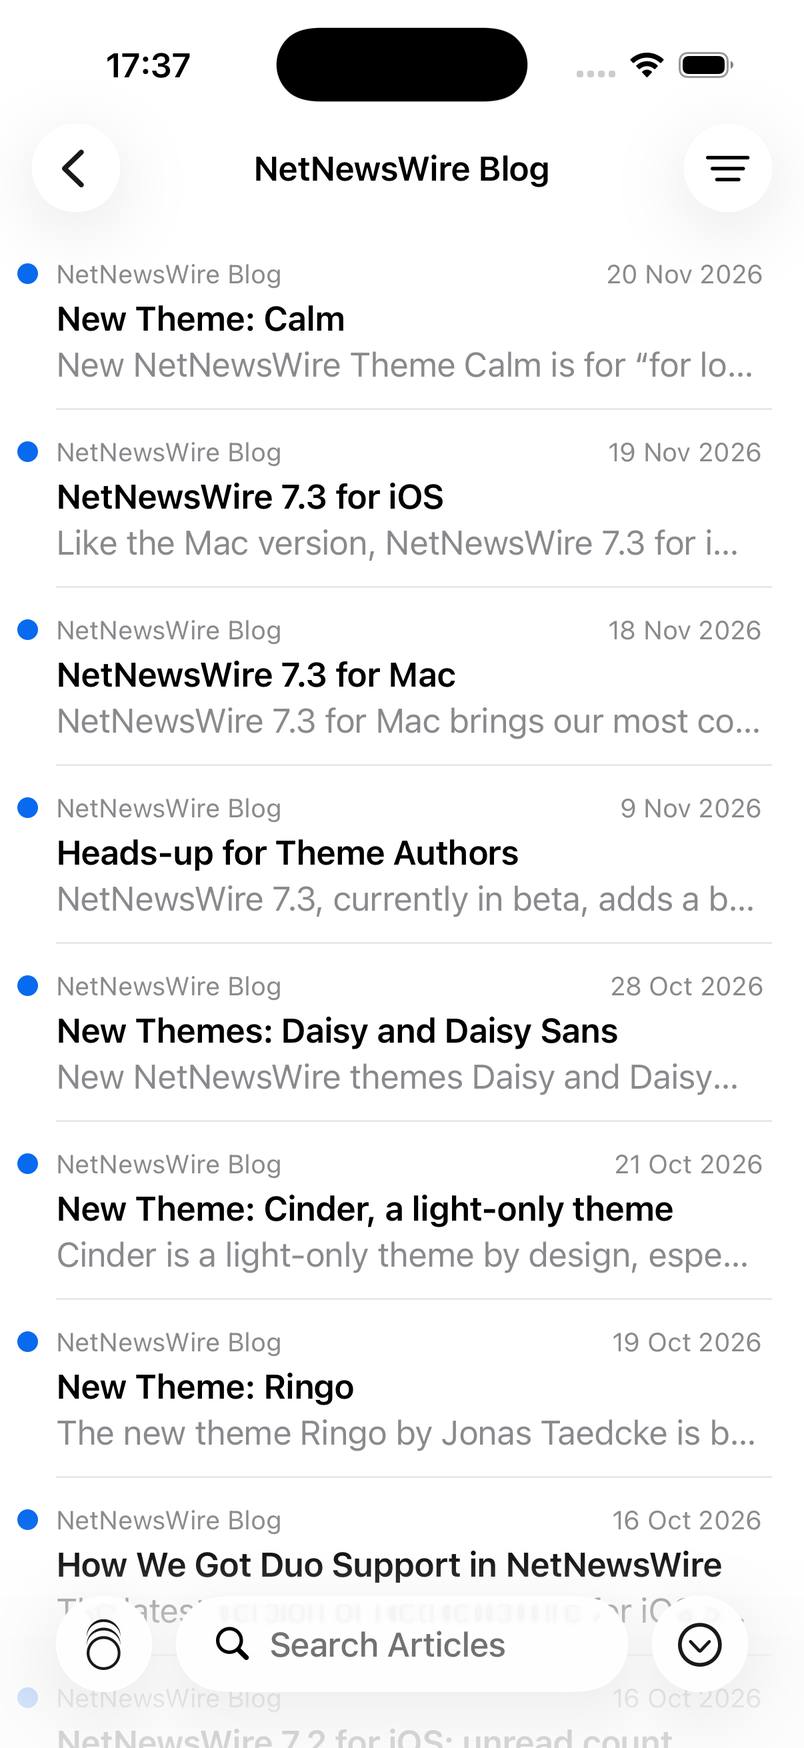 17:37
NetNewsWire Blog
NetNewsWire Blog 20 Nov 2026
New Theme: Calm
New NetNewsWire Theme Calm is for “for lo...
NetNewsWire Blog 19 Nov 2026
NetNewsWire 7.3 for iOS
Like the Mac version, NetNewsWire 7.3 for i...
NetNewsWire Blog 18 Nov 2026
NetNewsWire 7.3 for Mac
NetNewsWire 7.3 for Mac brings our most co...
NetNewsWire Blog 9 Nov 2026
Heads-up for Theme Authors
NetNewsWire 7.3, currently in beta, adds a b...
NetNewsWire Blog 28 Oct 2026
New Themes: Daisy and Daisy Sans
New NetNewsWire themes Daisy and Daisy...
NetNewsWire Blog 21 Oct 2026
New Theme: Cinder, a light-only theme
Cinder is a light-only theme by design, espe...
NetNewsWire Blog 19 Oct 2026
New Theme: Ringo
The new theme Ringo by Jonas Taedcke is b...
NetNewsWire Blog 16 Oct 2026
How We Got Duo Support in NetNewsWire
Search Articles
NetNewsWire Blog 16 Oct 2026
NetNewsWire 7.2 for iOS: unread count